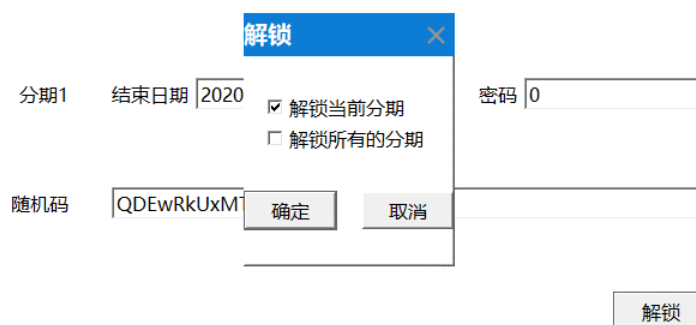 解锁
分期1 结束日期 2020 密码 0
解锁当前分期
解锁所有的分期
随机码 QDEwRkUxMT
确定 取消
解锁